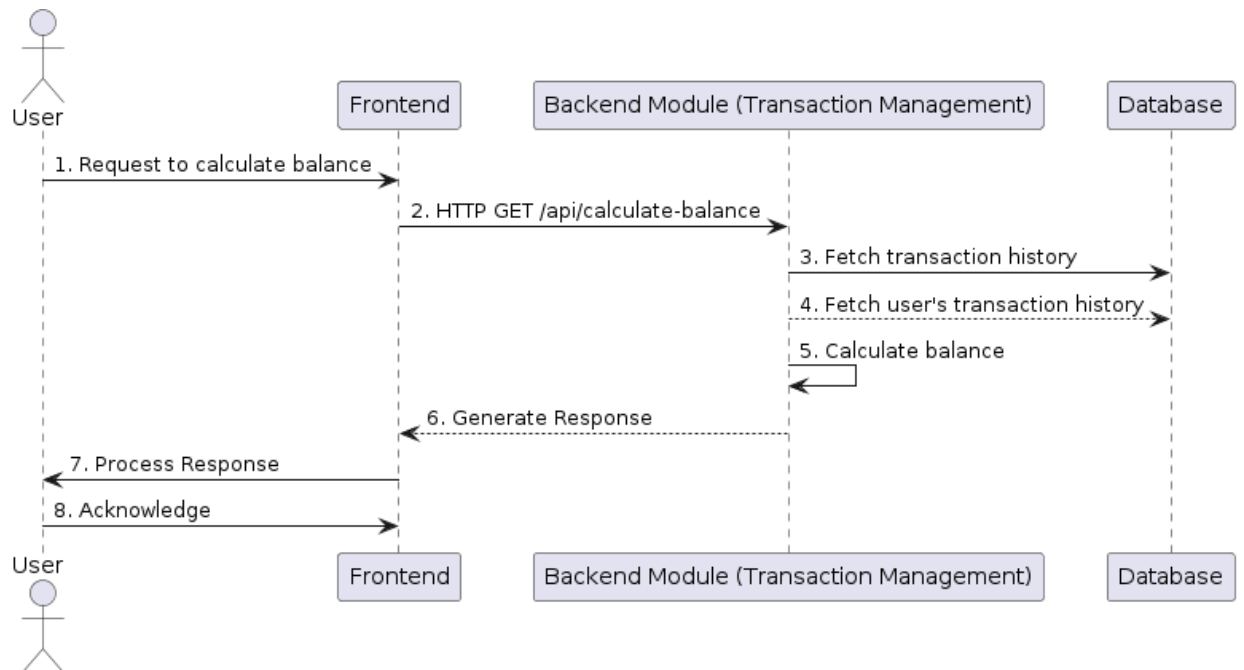 User
Frontend
Backend Module (Transaction Management)
Database
1. Request to calculate balance
2. HTTP GET /api/calculate-balance
3. Fetch transaction history
4. Fetch user's transaction history
5. Calculate balance
6. Generate Response
7. Process Response
8. Acknowledge
User
Frontend
Backend Module (Transaction Management)
Database